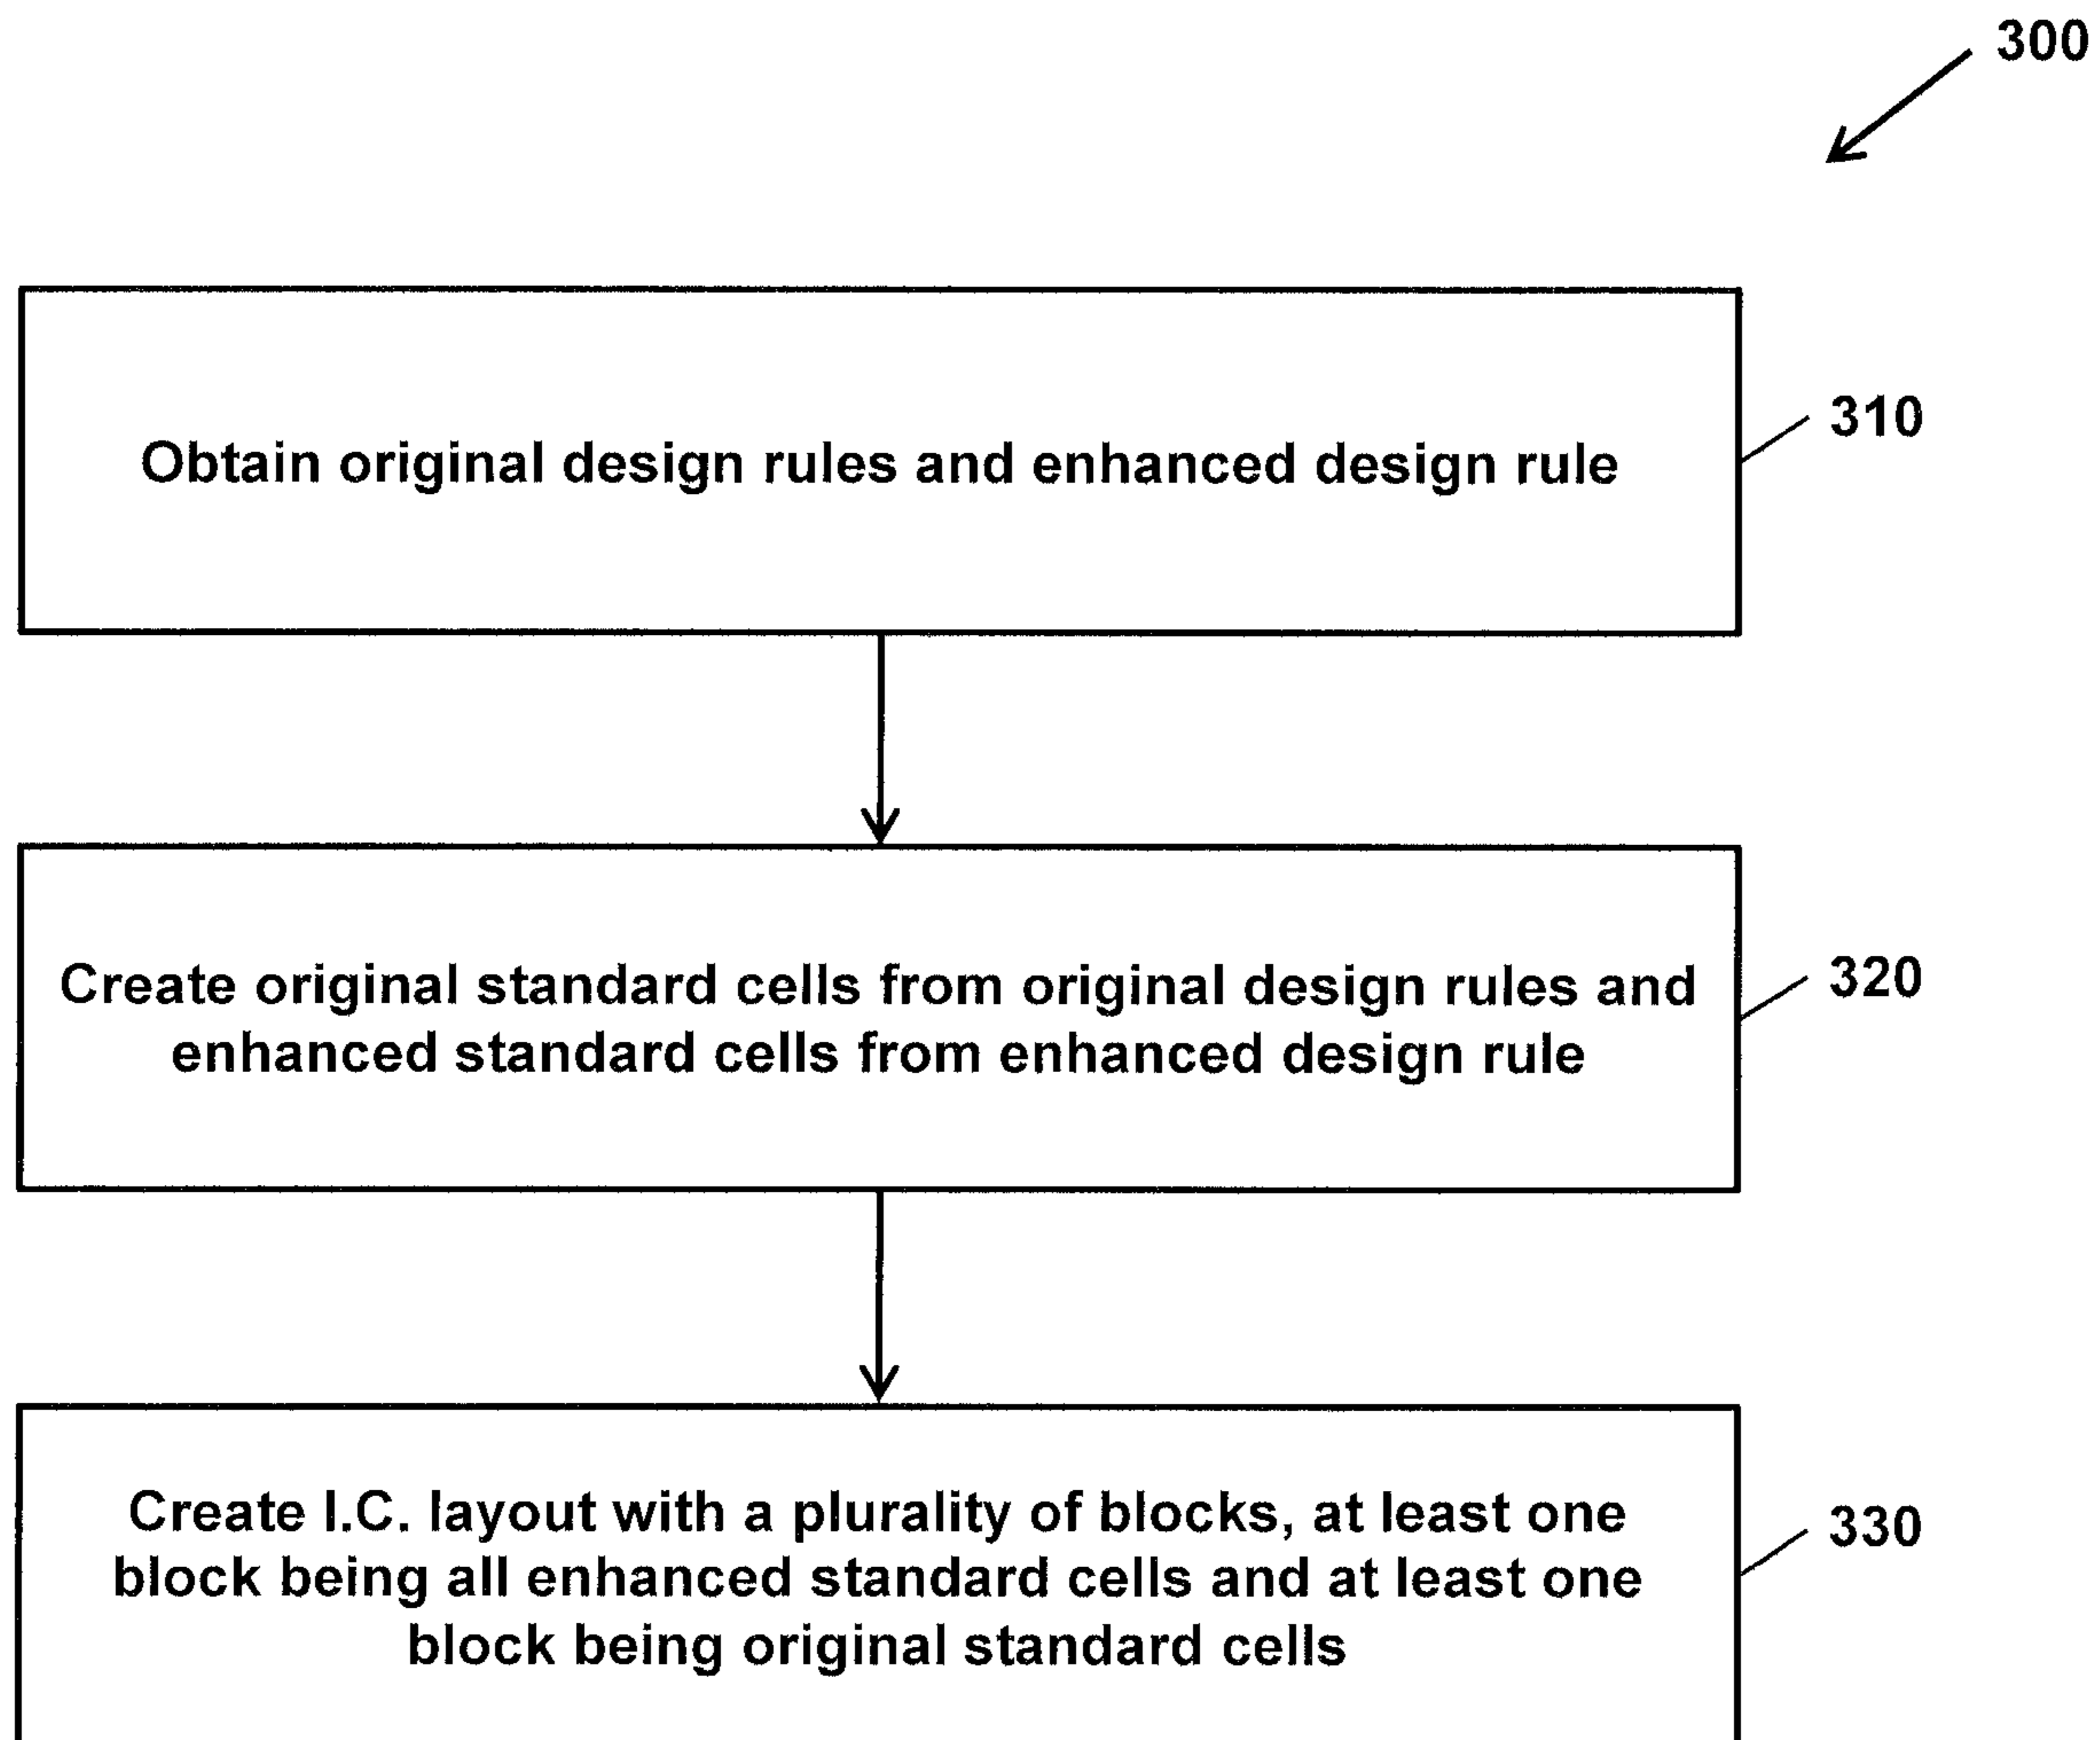 300
Obtain original design rules and enhanced design rule
310
Create original standard cells from original design rules and
enhanced standard cells from enhanced design rule
320
Create I.C. layout with a plurality of blocks, at least one
block being all enhanced standard cells and at least one
block being original standard cells
330